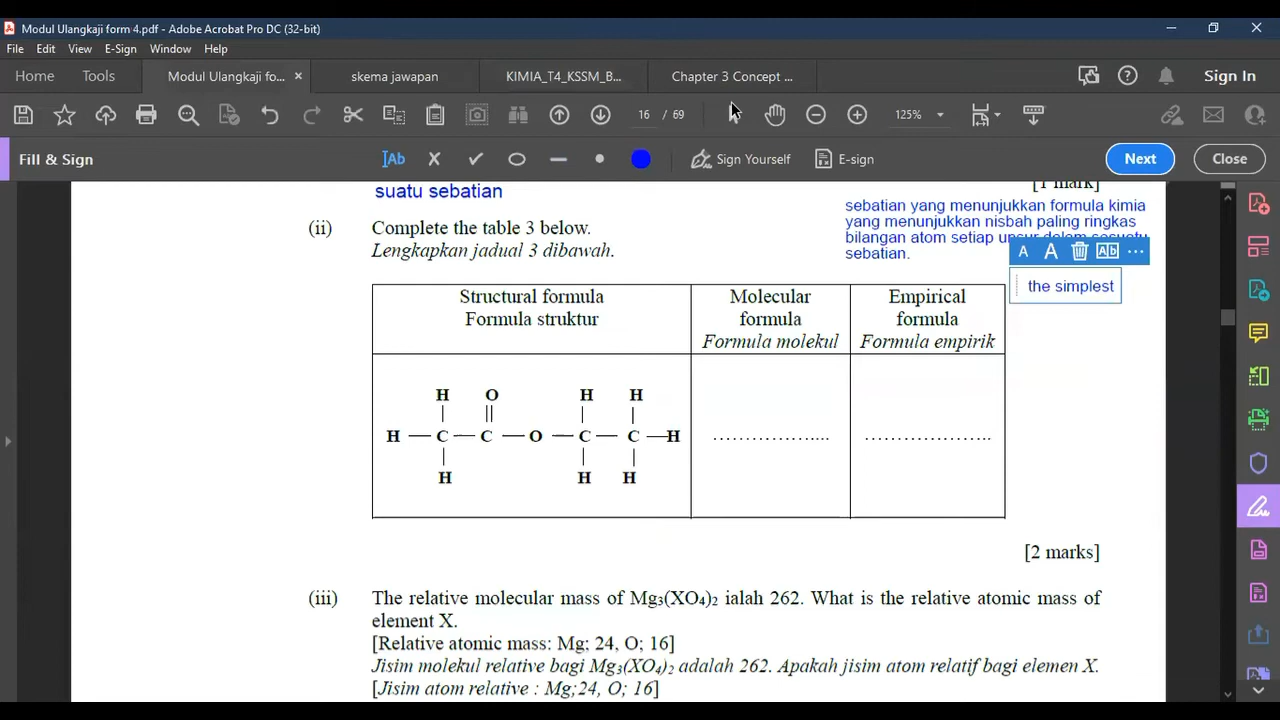 Modul Ulangkaji form 4.pdf - Adobe Acrobat Pro DC (32-bit)
File Edit View E-Sign Window Help
Home Tools Modul Ulangkaji fo... × skema jawapan KIMIA_T4_KSSM_B... Chapter 3 Concept ... Sign In
16 / 69 125%
Fill & Sign Ab Sign Yourself E-sign Next Close
suatu sebatian [1 mark]
sebatian yang menunjukkan formula kimia
yang menunjukkan nisbah paling ringkas
bilangan atom setiap unsur dalam sesuatu
sebatian.
A A Ab ...
the simplest
(ii) Complete the table 3 below.
Lengkapkan jadual 3 dibawah.
Structural formula
Formula struktur
Molecular
formula
Formula molekul
Empirical
formula
Formula empirik
H O H H
H — C — C — O — C — C — H
H H H
……………..... ………………..
[2 marks]
(iii) The relative molecular mass of Mg₃(XO₄)₂ ialah 262. What is the relative atomic mass of
element X.
[Relative atomic mass: Mg; 24, O; 16]
Jisim molekul relative bagi Mg₃(XO₄)₂ adalah 262. Apakah jisim atom relatif bagi elemen X.
[Jisim atom relative : Mg;24, O; 16]